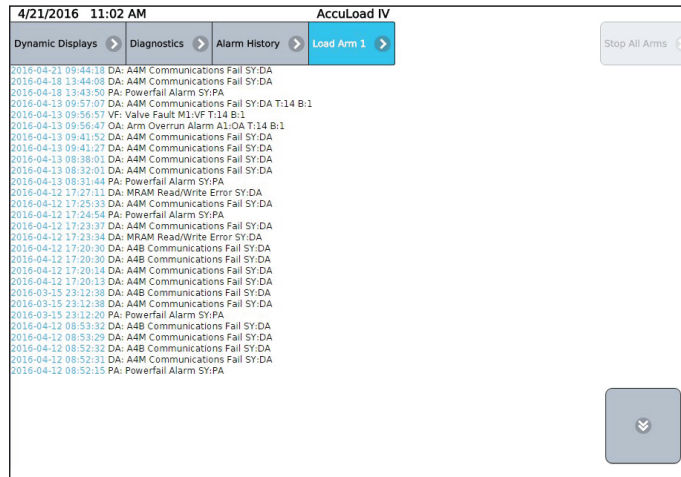 4/21/2016 11:02 AM AccuLoad IV
Dynamic Displays Diagnostics Alarm History Load Arm 1 Stop All Arms
2016-04-21 09:44:18 DA: A4M Communications Fail SY:DA
2016-04-18 13:44:08 DA: A4M Communications Fail SY:DA
2016-04-18 13:43:50 PA: Powerfail Alarm SY:PA
2016-04-13 09:57:07 DA: A4M Communications Fail SY:DA T:14 B:1
2016-04-13 09:56:57 VF: Valve Fault M1:VF T:14 B:1
2016-04-13 09:56:47 OA: Arm Overrun Alarm A1:OA T:14 B:1
2016-04-13 09:41:52 DA: A4M Communications Fail SY:DA
2016-04-13 09:41:27 DA: A4M Communications Fail SY:DA
2016-04-13 08:38:01 DA: A4M Communications Fail SY:DA
2016-04-13 08:32:01 DA: A4M Communications Fail SY:DA
2016-04-13 08:31:44 PA: Powerfail Alarm SY:PA
2016-04-12 17:27:11 DA: MRAM Read/Write Error SY:DA
2016-04-12 17:25:33 DA: A4M Communications Fail SY:DA
2016-04-12 17:24:54 PA: Powerfail Alarm SY:PA
2016-04-12 17:23:37 DA: A4M Communications Fail SY:DA
2016-04-12 17:23:34 DA: MRAM Read/Write Error SY:DA
2016-04-12 17:20:30 DA: A4B Communications Fail SY:DA
2016-04-12 17:20:30 DA: A4B Communications Fail SY:DA
2016-04-12 17:20:14 DA: A4M Communications Fail SY:DA
2016-04-12 17:20:13 DA: A4M Communications Fail SY:DA
2016-03-15 23:12:38 DA: A4B Communications Fail SY:DA
2016-03-15 23:12:38 DA: A4M Communications Fail SY:DA
2016-03-15 23:12:20 PA: Powerfail Alarm SY:PA
2016-04-12 08:53:32 DA: A4B Communications Fail SY:DA
2016-04-12 08:53:29 DA: A4M Communications Fail SY:DA
2016-04-12 08:52:32 DA: A4B Communications Fail SY:DA
2016-04-12 08:52:31 DA: A4M Communications Fail SY:DA
2016-04-12 08:52:15 PA: Powerfail Alarm SY:PA